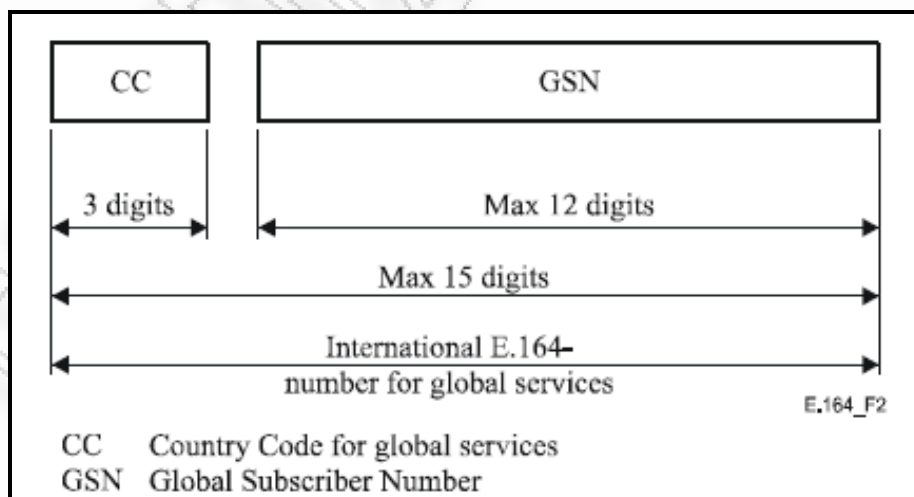 CC GSN
3 digits Max 12 digits
Max 15 digits
International E.164-
number for global services
E.164_F2
CC Country Code for global services
GSN Global Subscriber Number